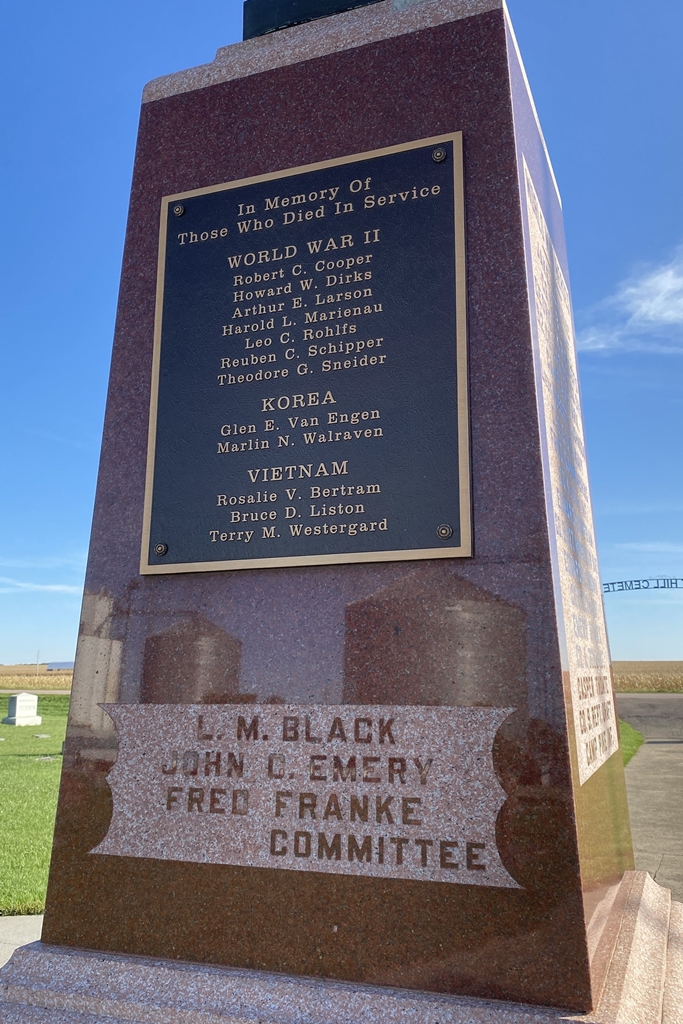 In Memory Of
Those Who Died In Service
WORLD WAR II
Robert C. Cooper
Howard W. Dirks
Arthur E. Larson
Harold L. Marienau
Leo C. Rohlfs
Reuben C. Schipper
Theodore G. Sneider
KOREA
Glen E. Van Engen
Marlin N. Walraven
VIETNAM
Rosalie V. Bertram
Bruce D. Liston
Terry M. Westergard
L. M. BLACK
JOHN C. EMERY
FRED FRANKE
COMMITTEE
HILL CEMETE